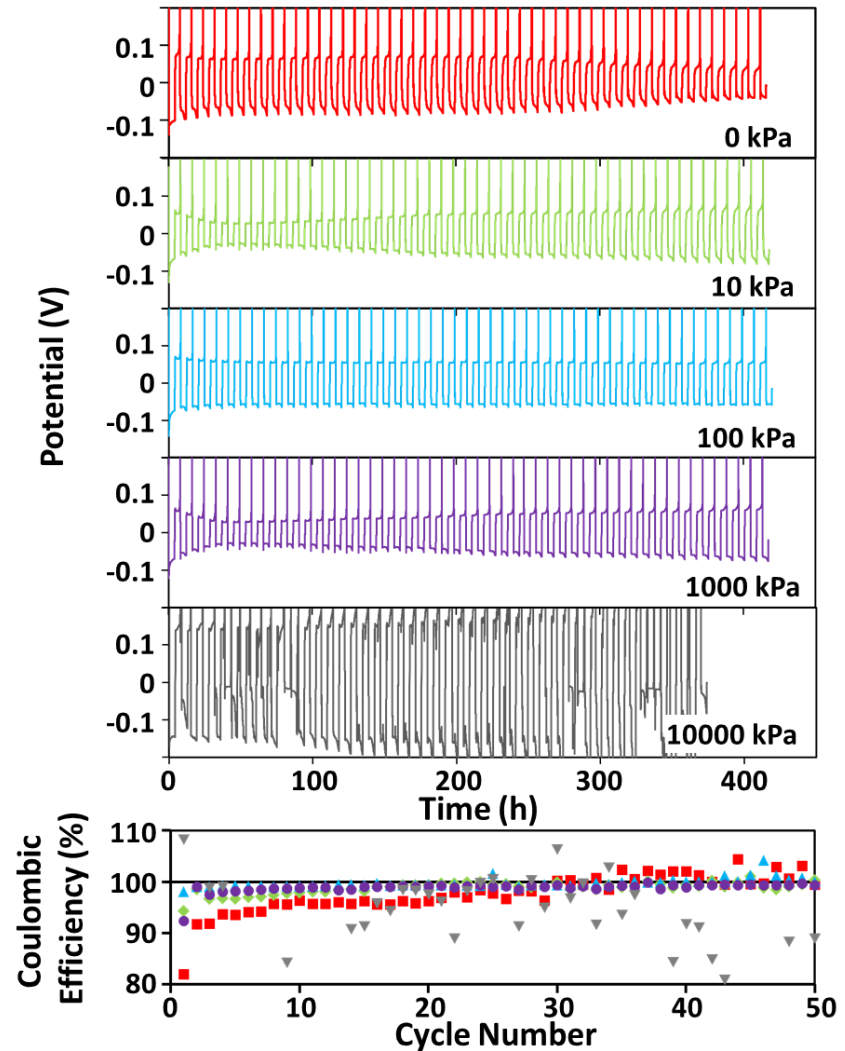 0.1
0
-0.1
0 kPa
0.1
0
-0.1
10 kPa
Potential (V)
0.1
0
-0.1
100 kPa
0.1
0
-0.1
1000 kPa
0.1
0
-0.1
10000 kPa
0 100 200 300 400
Time (h)
Coulombic
Efficiency (%)
110
100
90
80
0 10 20 30 40 50
Cycle Number